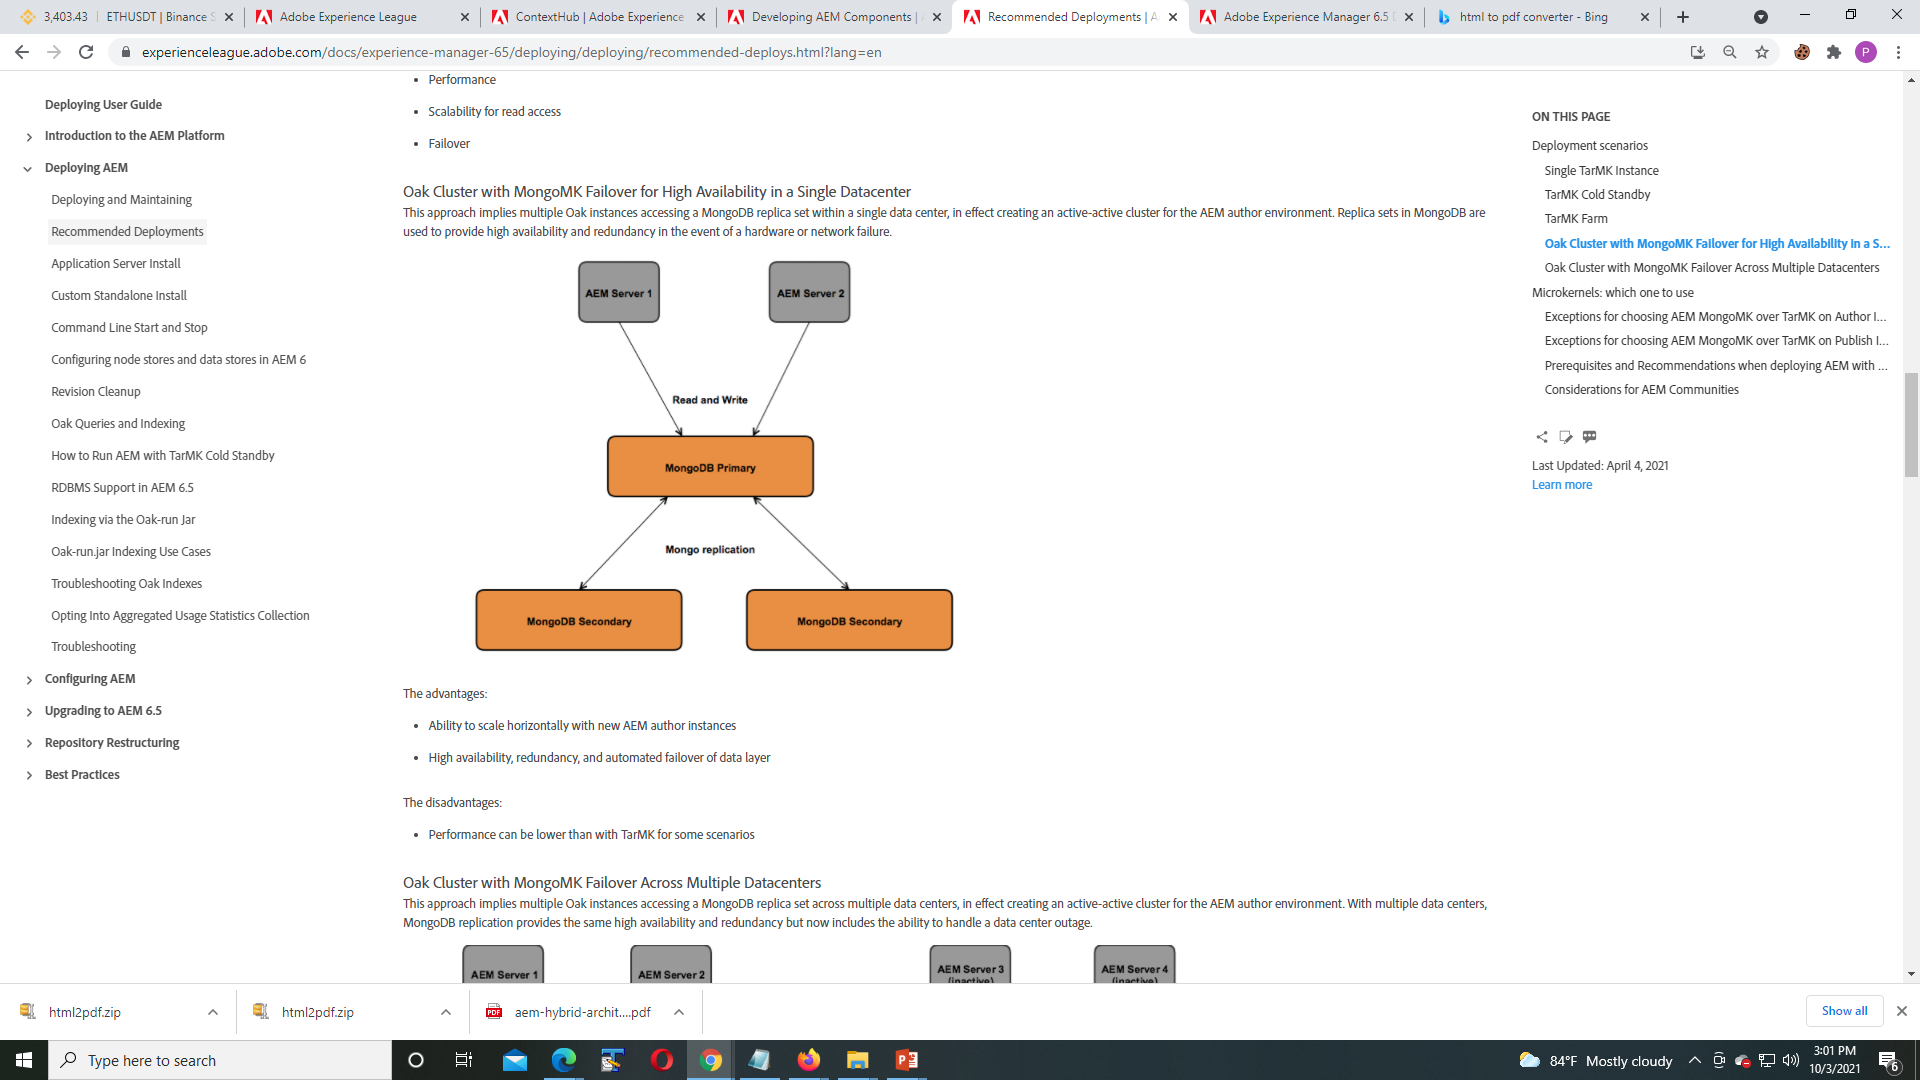 3,403.43 | ETHUSDT | Binance S
Adobe Experience League
ContextHub | Adobe Experience
Developing AEM Components | A
Recommended Deployments | A
Adobe Experience Manager 6.5 D
html to pdf converter - Bing
experienceleague.adobe.com/docs/experience-manager-65/deploying/deploying/recommended-deploys.html?lang=en
P
Deploying User Guide
Introduction to the AEM Platform
Deploying AEM
Deploying and Maintaining
Recommended Deployments
Application Server Install
Custom Standalone Install
Command Line Start and Stop
Configuring node stores and data stores in AEM 6
Revision Cleanup
Oak Queries and Indexing
How to Run AEM with TarMK Cold Standby
RDBMS Support in AEM 6.5
Indexing via the Oak-run Jar
Oak-run.jar Indexing Use Cases
Troubleshooting Oak Indexes
Opting Into Aggregated Usage Statistics Collection
Troubleshooting
Configuring AEM
Upgrading to AEM 6.5
Repository Restructuring
Best Practices
• Performance
• Scalability for read access
• Failover
Oak Cluster with MongoMK Failover for High Availability in a Single Datacenter
This approach implies multiple Oak instances accessing a MongoDB replica set within a single data center, in effect creating an active-active cluster for the AEM author environment. Replica sets in MongoDB are
used to provide high availability and redundancy in the event of a hardware or network failure.
AEM Server 1
AEM Server 2
Read and Write
MongoDB Primary
Mongo replication
MongoDB Secondary
MongoDB Secondary
The advantages:
• Ability to scale horizontally with new AEM author instances
• High availability, redundancy, and automated failover of data layer
The disadvantages:
• Performance can be lower than with TarMK for some scenarios
Oak Cluster with MongoMK Failover Across Multiple Datacenters
This approach implies multiple Oak instances accessing a MongoDB replica set across multiple data centers, in effect creating an active-active cluster for the AEM author environment. With multiple data centers,
MongoDB replication provides the same high availability and redundancy but now includes the ability to handle a data center outage.
AEM Server 1
AEM Server 2
AEM Server 3
(inactive)
AEM Server 4
(inactive)
ON THIS PAGE
Deployment scenarios
Single TarMK Instance
TarMK Cold Standby
TarMK Farm
Oak Cluster with MongoMK Failover for High Availability in a S...
Oak Cluster with MongoMK Failover Across Multiple Datacenters
Microkernels: which one to use
Exceptions for choosing AEM MongoMK over TarMK on Author I...
Exceptions for choosing AEM MongoMK over TarMK on Publish I...
Prerequisites and Recommendations when deploying AEM with ...
Considerations for AEM Communities
Last Updated: April 4, 2021
Learn more
html2pdf.zip
html2pdf.zip
aem-hybrid-archit....pdf
Show all
Type here to search
84°F Mostly cloudy
3:01 PM
10/3/2021
6